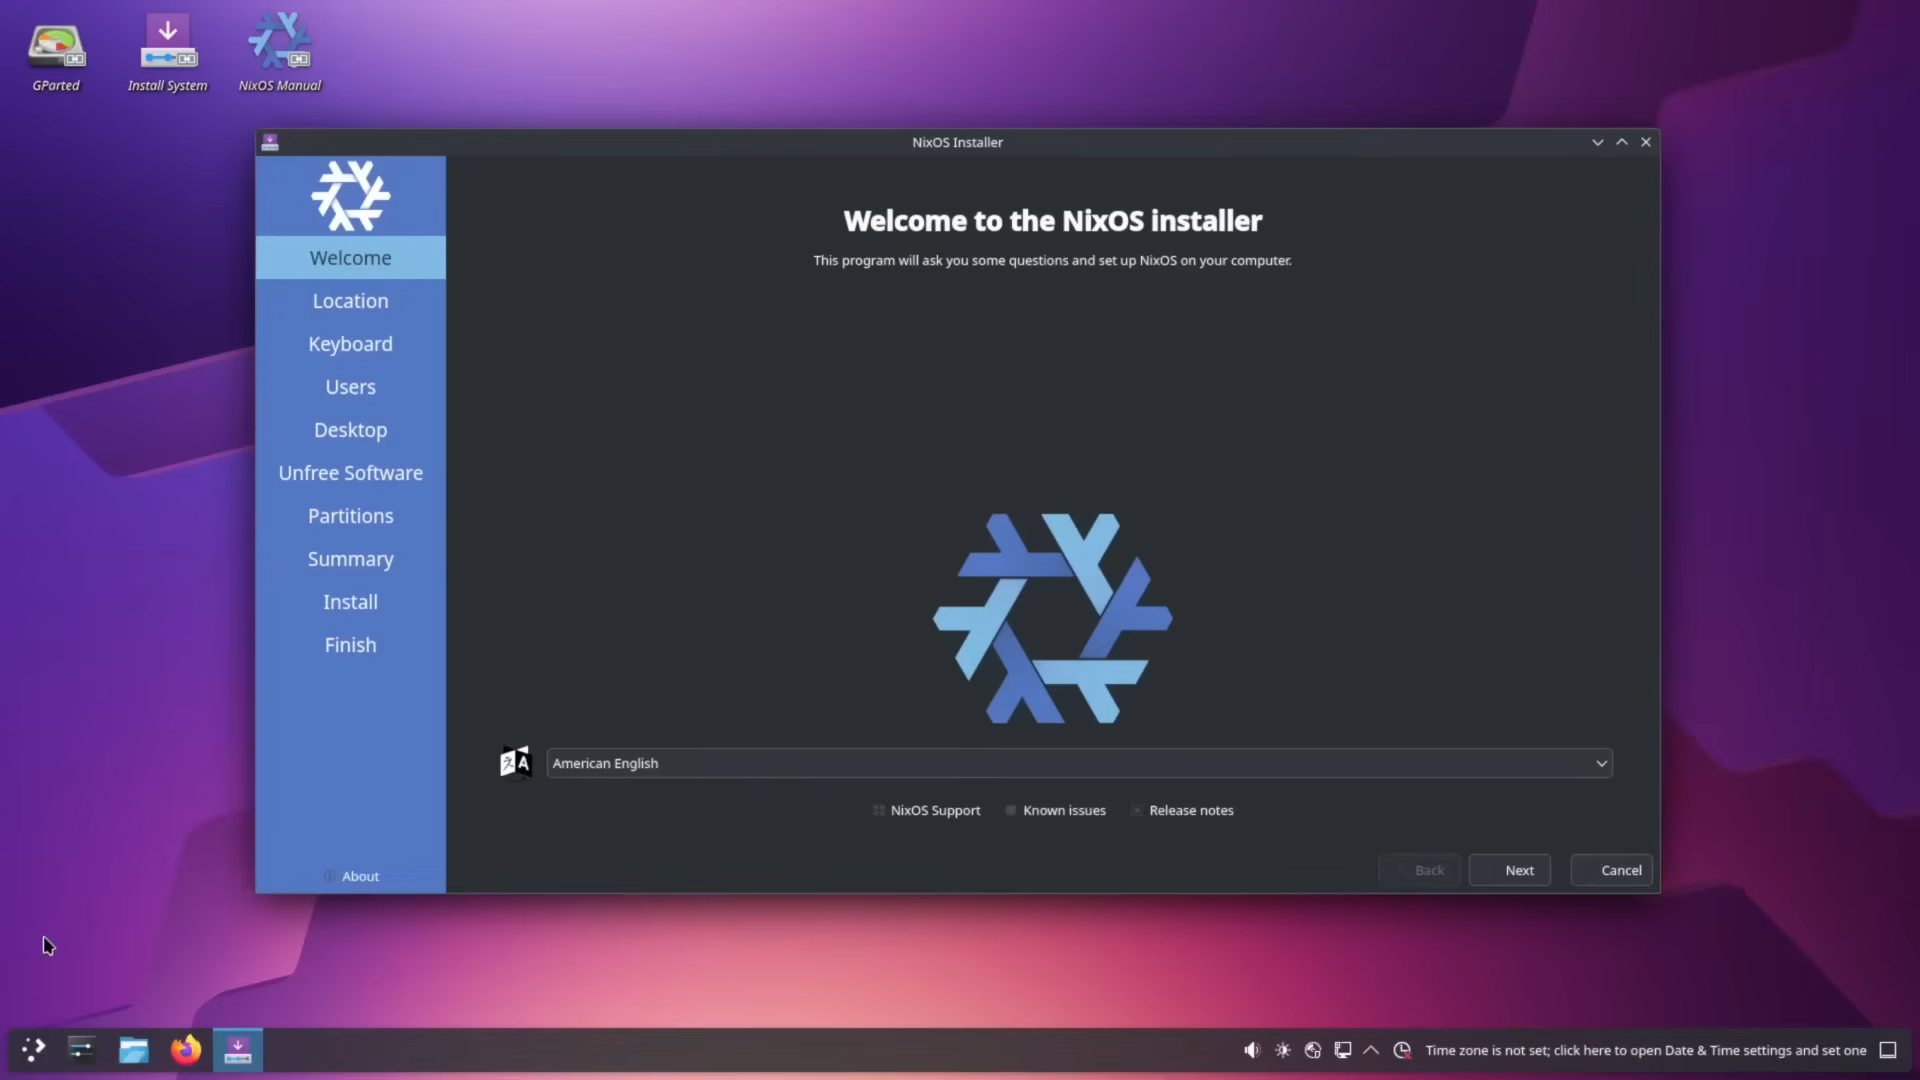 GParted
Install System
NixOS Manual
NixOS Installer
Welcome
Location
Keyboard
Users
Desktop
Unfree Software
Partitions
Summary
Install
Finish
About
Welcome to the NixOS installer
This program will ask you some questions and set up NixOS on your computer.
American English
NixOS Support
Known issues
Release notes
Back
Next
Cancel
Time zone is not set; click here to open Date & Time settings and set one